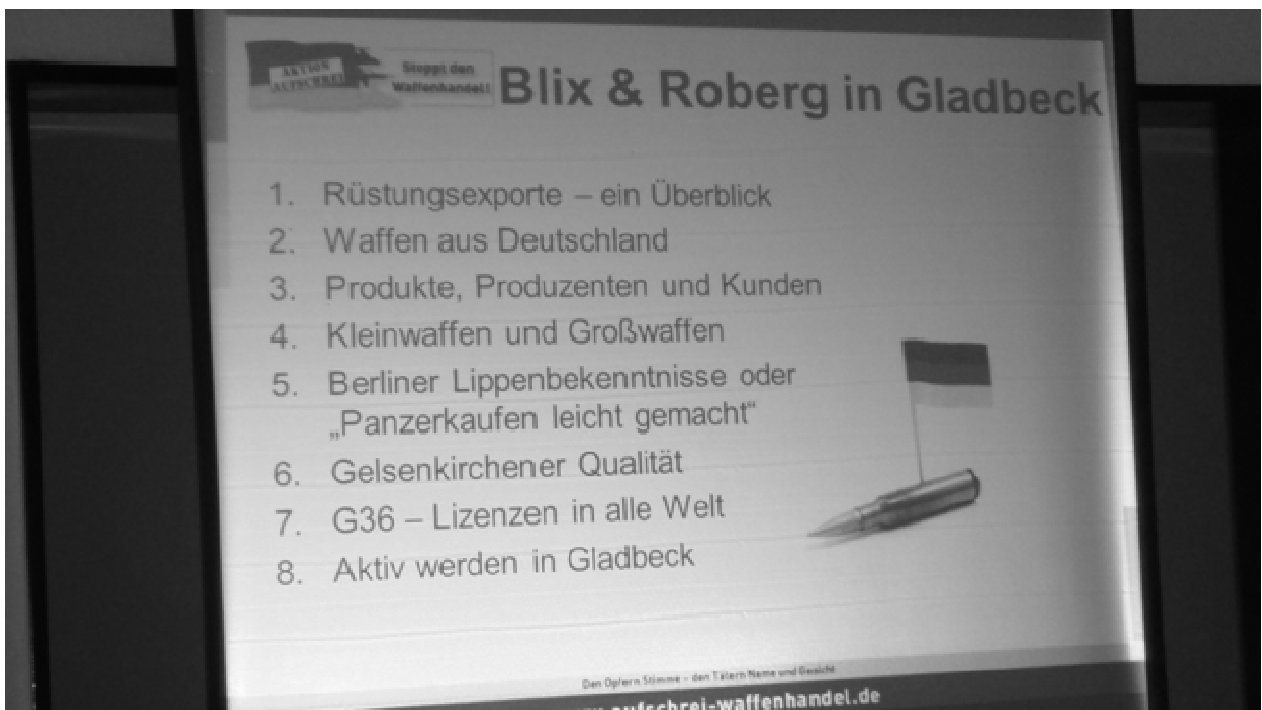 AKTION
AUFSCHREI
Stoppt den
Waffenhandel!
Blix & Roberg in Gladbeck
1. Rüstungsexporte – ein Überblick
2. Waffen aus Deutschland
3. Produkte, Produzenten und Kunden
4. Kleinwaffen und Großwaffen
5. Berliner Lippenbekenntnisse oder
„Panzerkaufen leicht gemacht“
6. Gelsenkirchener Qualität
7. G36 – Lizenzen in alle Welt
8. Aktiv werden in Gladbeck
Den Opfern Stimme – den Tätern Name und Gesicht
aufschrei-waffenhandel.de